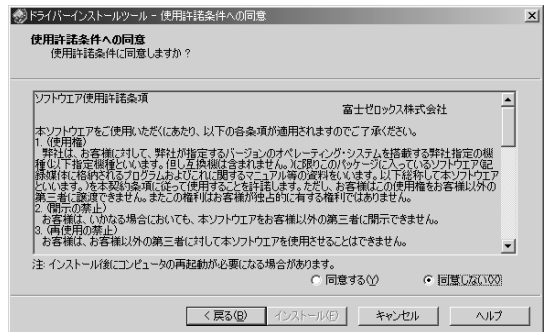 ドライバーインストールツール - 使用許諾条件への同意
使用許諾条件への同意
使用許諾条件に同意しますか？
ソフトウエア使用許諾条項
富士ゼロックス株式会社
本ソフトウエアをご使用いただくにあたり、以下の各条項が適用されますのでご了承ください。
1. (使用権)
弊社は、お客様に対して、弊社が指定するバージョンのオペレーティング・システムを搭載する弊社指定の機
種(以下指定機種といいます。但し互換機は含まれません。)に限りこのパッケージに入っているソフトウエア(記
録媒体に格納されるプログラムおよびこれに関するマニュアル等の資料をいいます。以下総称して本ソフトウエア
といいます。)を本契約条項に従って使用することを許諾します。ただし、お客様はこの使用権をお客様以外の
第三者に譲渡できません。またこの権利はお客様が独占的に有する権利ではありません。
2. (開示の禁止)
お客様は、いかなる場合においても、本ソフトウエアをお客様以外の第三者に開示できません。
3. (再使用の禁止)
お客様は、お客様以外の第三者に対して本ソフトウエアを使用させることはできません。
注: インストール後にコンピュータの再起動が必要になる場合があります。
同意する(Y) 同意しない(X)
< 戻る(B) インストール(F) キャンセル ヘルプ